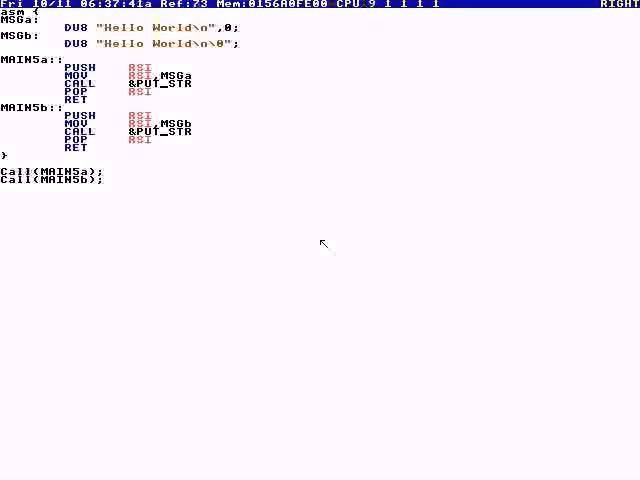 Fri 10/11 06:37:41a Ref:73 Mem:0156A0FE00 CPU 9 1 1 1 1 RIGHT
asm {
MSGa:
DU8 "Hello World\n",0;
MSGb:
DU8 "Hello World\n\0";
MAIN5a::
PUSH RSI
MOV RSI,MSGa
CALL &PUT_STR
POP RSI
RET
MAIN5b::
PUSH RSI
MOV RSI,MSGb
CALL &PUT_STR
POP RSI
RET
}
Call(MAIN5a);
Call(MAIN5b);